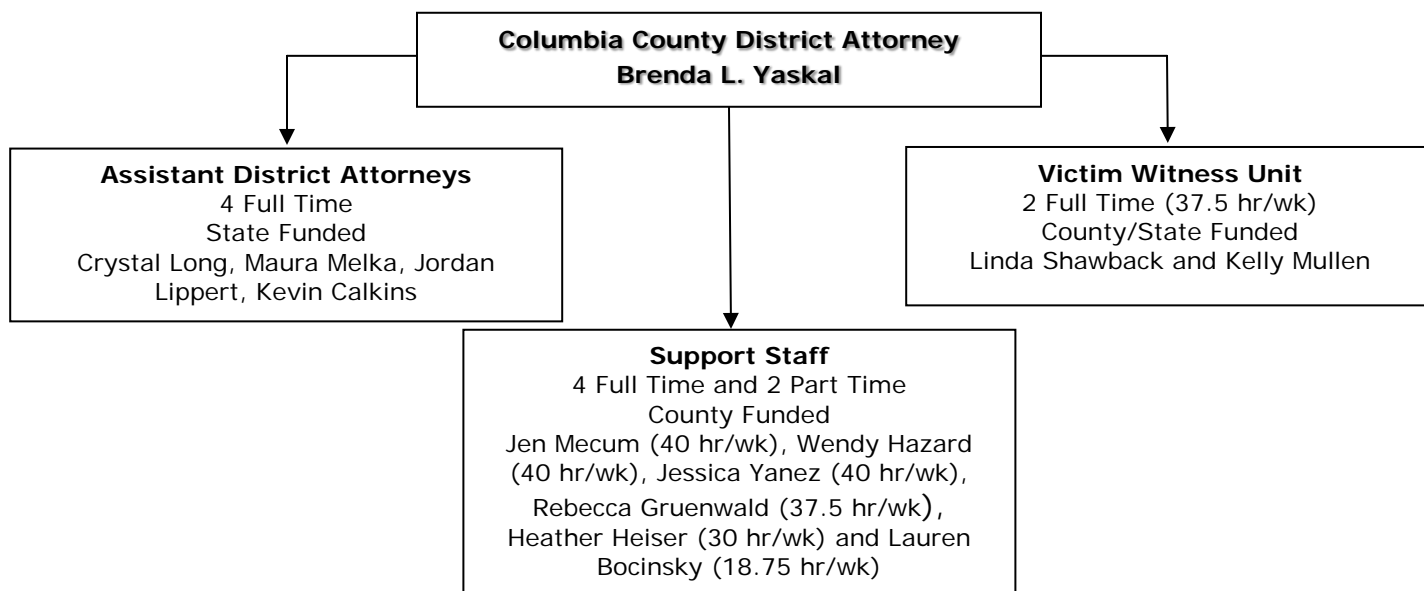 Columbia County District Attorney
Brenda L. Yaskal
Assistant District Attorneys
4 Full Time
State Funded
Crystal Long, Maura Melka, Jordan
Lippert, Kevin Calkins
Victim Witness Unit
2 Full Time (37.5 hr/wk)
County/State Funded
Linda Shawback and Kelly Mullen
Support Staff
4 Full Time and 2 Part Time
County Funded
Jen Mecum (40 hr/wk), Wendy Hazard
(40 hr/wk), Jessica Yanez (40 hr/wk),
Rebecca Gruenwald (37.5 hr/wk),
Heather Heiser (30 hr/wk) and Lauren
Bocinsky (18.75 hr/wk)